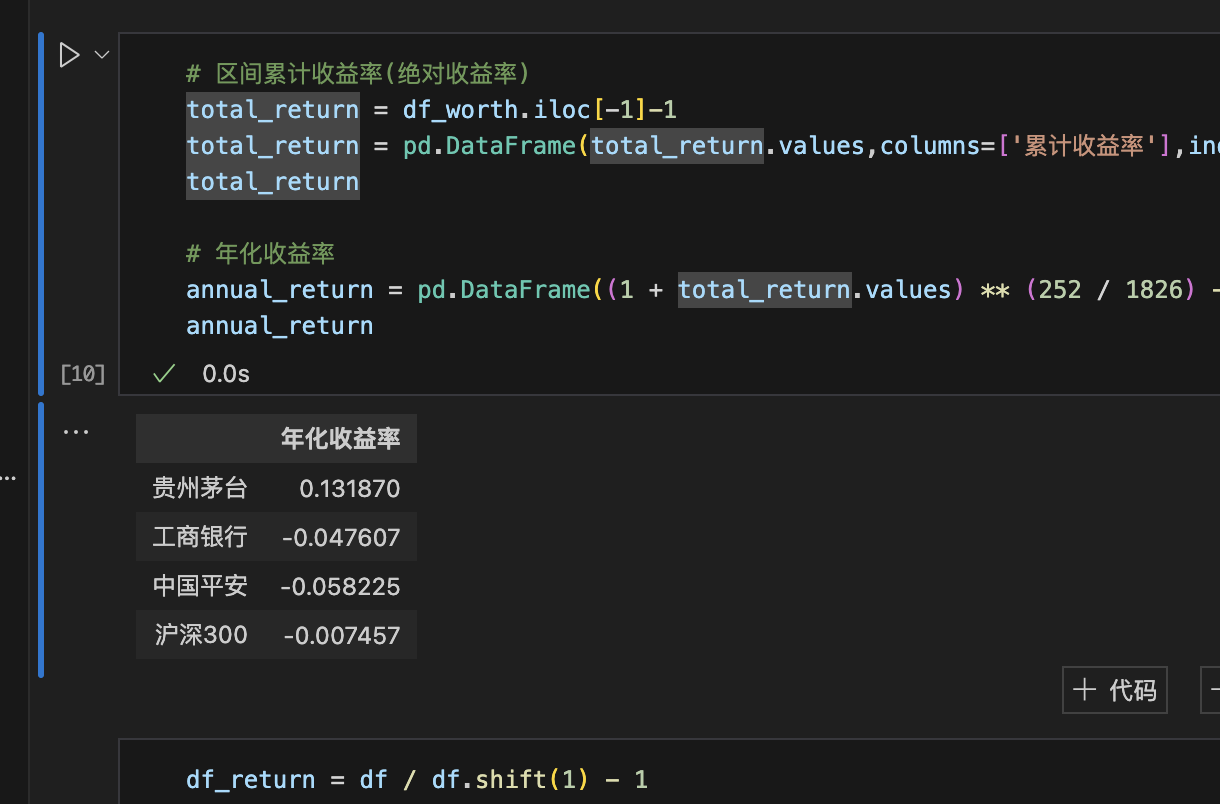 # 区间累计收益率(绝对收益率)
total_return = df_worth.iloc[-1]-1
total_return = pd.DataFrame(total_return.values,columns=['累计收益率'],in
total_return
# 年化收益率
annual_return = pd.DataFrame((1 + total_return.values) ** (252 / 1826) -
annual_return
[10] ✓ 0.0s
...
年化收益率
贵州茅台 0.131870
工商银行 -0.047607
中国平安 -0.058225
沪深300 -0.007457
+ 代码
df_return = df / df.shift(1) - 1